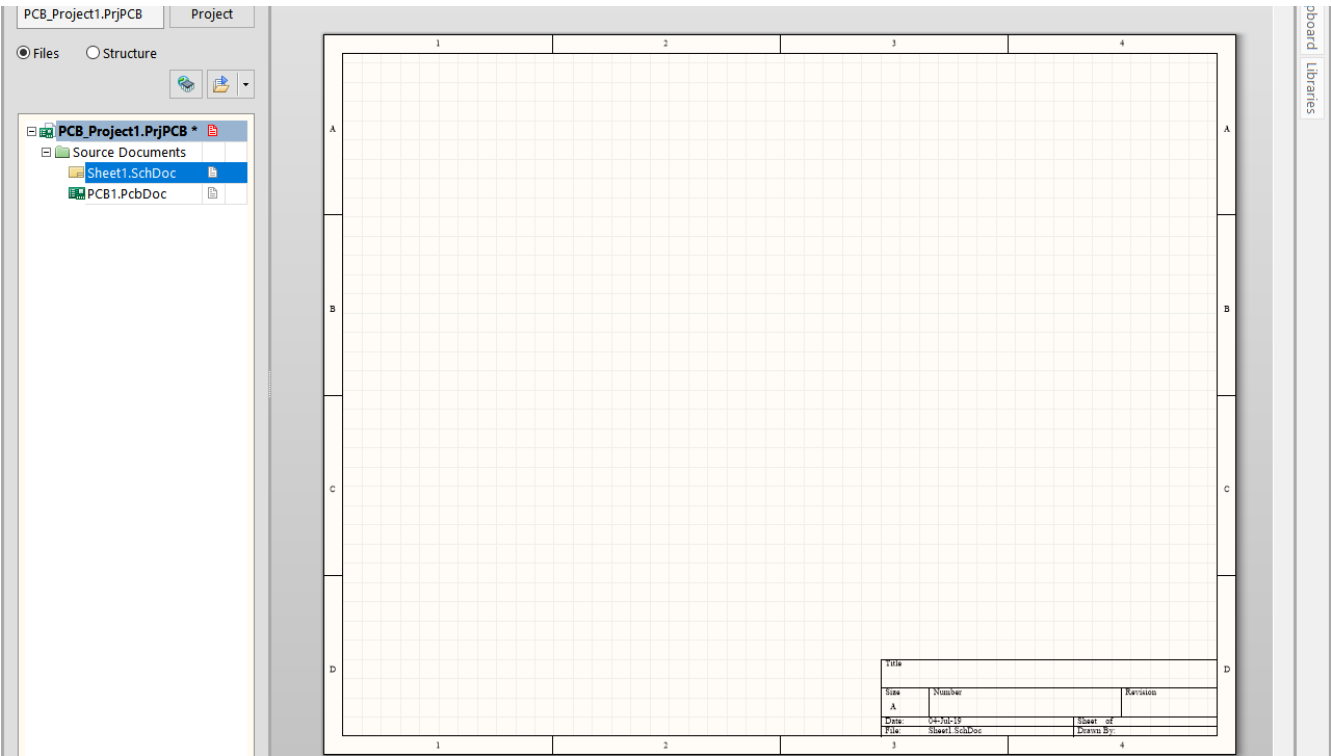 PCB_Project1.PrjPCB Project
Files Structure
PCB_Project1.PrjPCB *
Source Documents
Sheet1.SchDoc
PCB1.PcbDoc
1 2 3 4
A A
B B
C C
D D
Title
Size Number Revision
A
Date: 04-Jul-19 Sheet of
File: Sheet1.SchDoc Drawn By:
1 2 3 4
pboard
Libraries